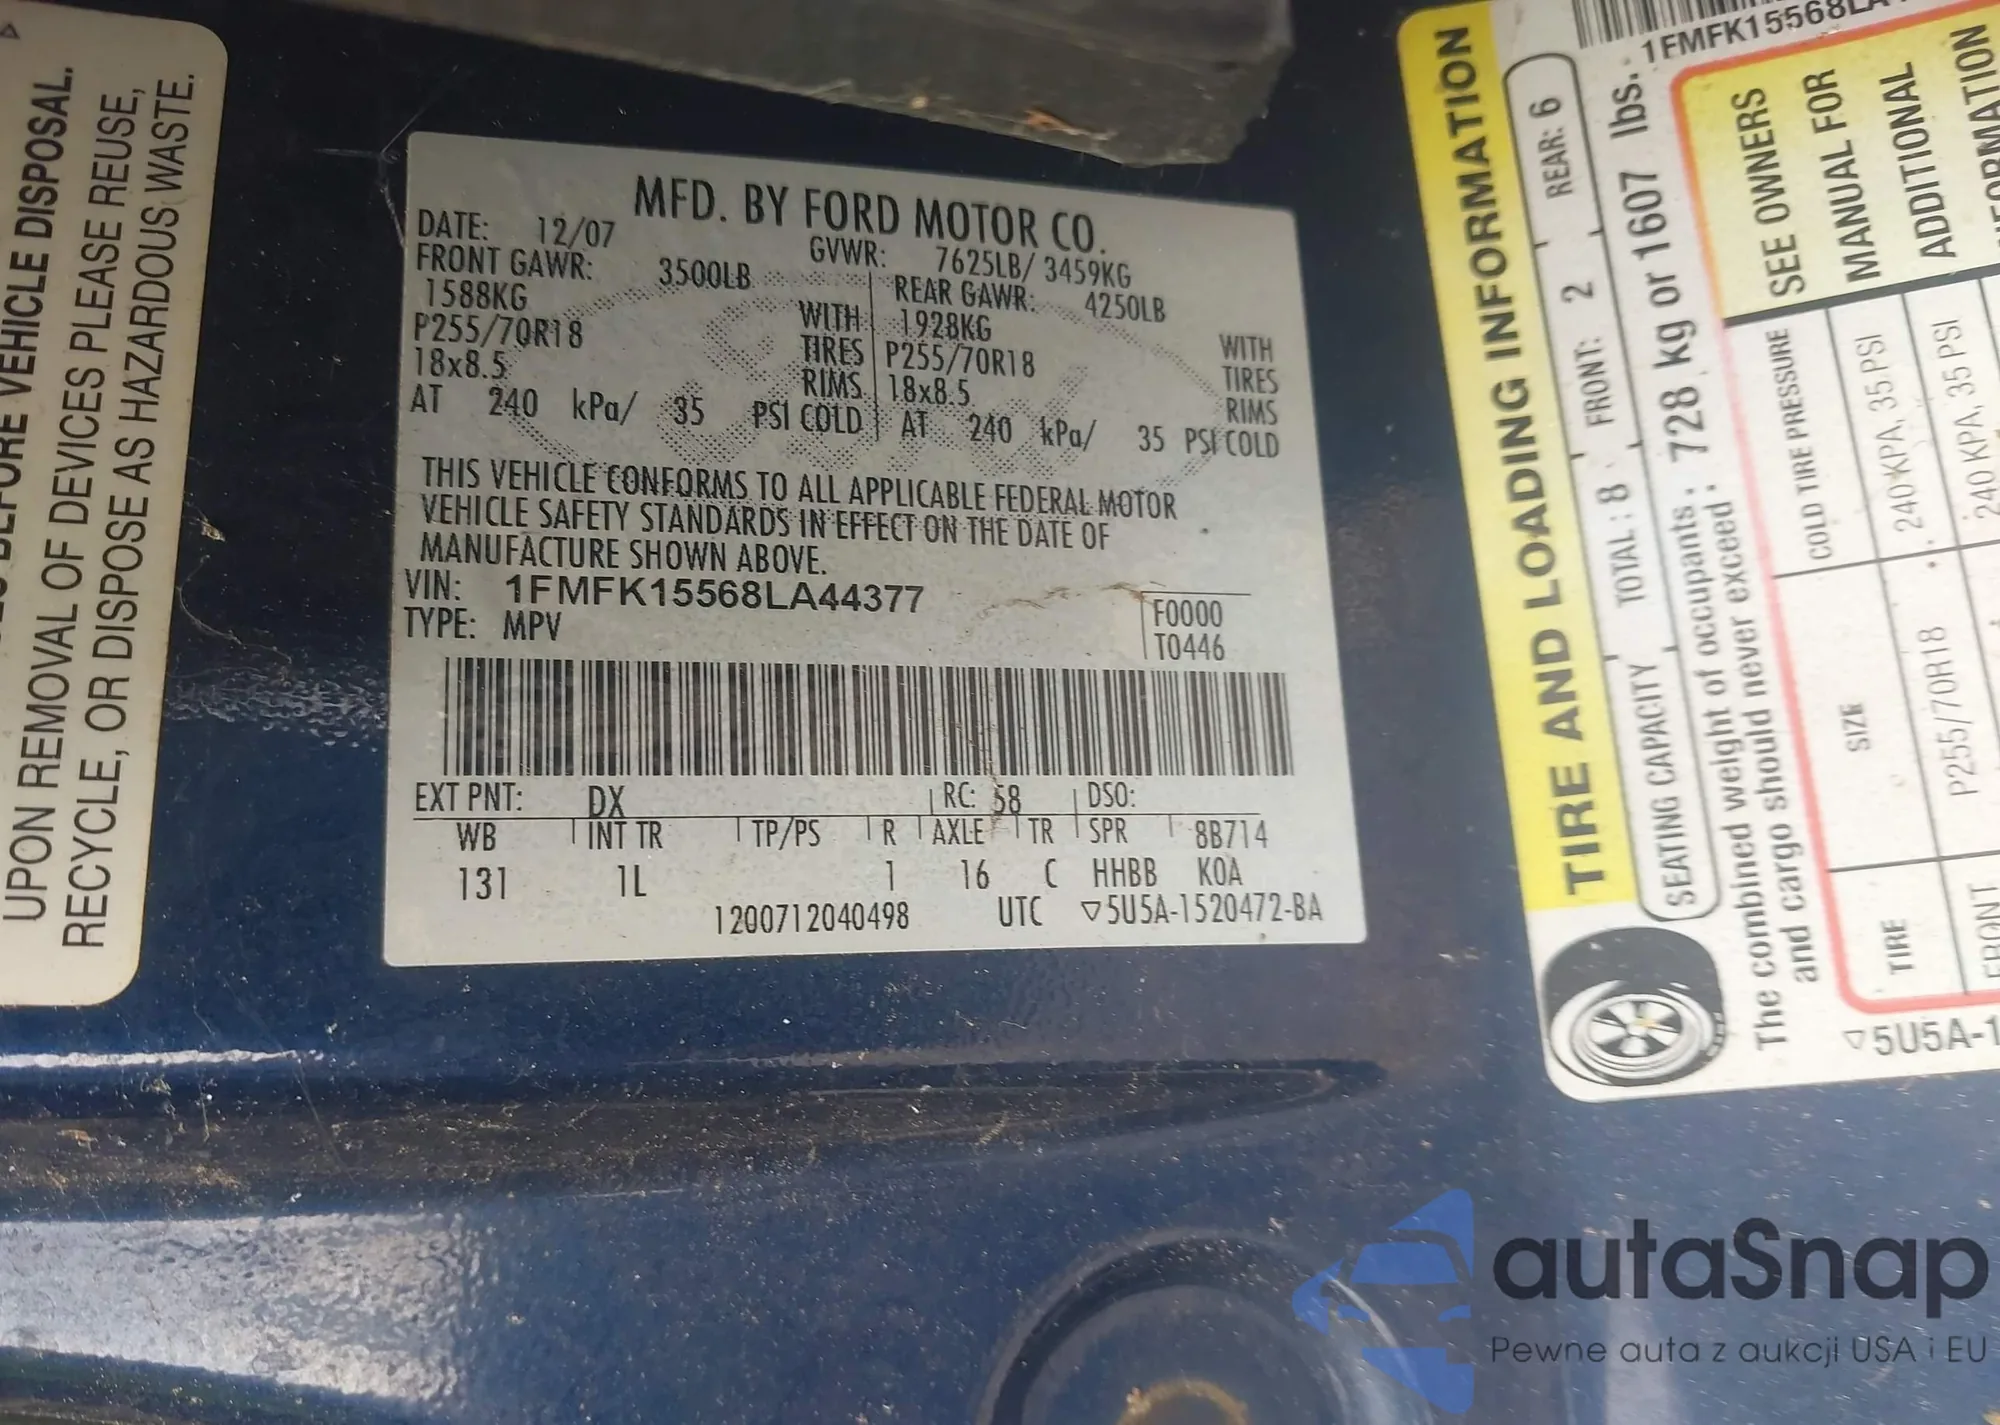 UPON REMOVAL OF DEVICES PLEASE REUSE,
RECYCLE, OR DISPOSE AS HAZARDOUS WASTE.
BEFORE VEHICLE DISPOSAL.
MFD. BY FORD MOTOR CO.
DATE: 12/07 GVWR: 7625LB/ 3459KG
FRONT GAWR: 3500LB REAR GAWR: 4250LB
1588KG WITH 1928KG WITH
P255/70R18 TIRES P255/70R18 TIRES
18x8.5 RIMS 18x8.5 RIMS
AT 240 kPa/ 35 PSI COLD AT 240 kPa/ 35 PSI COLD
THIS VEHICLE CONFORMS TO ALL APPLICABLE FEDERAL MOTOR
VEHICLE SAFETY STANDARDS IN EFFECT ON THE DATE OF
MANUFACTURE SHOWN ABOVE.
VIN: 1FMFK15568LA44377
TYPE: MPV
F0000
T0446
EXT PNT: DX RC: 58 DSO:
WB INT TR TP/PS R AXLE TR SPR 8B714
131 1L 1 16 C HHBB K0A
1200712040498 UTC ▽5U5A-1520472-BA
TIRE AND LOADING INFORMATION
SEATING CAPACITY TOTAL: 8 FRONT: 2 REAR: 6
The combined weight of occupants
and cargo should never exceed
728 kg or 1607 lbs.
1FMFK15568LA
TIRE SIZE COLD TIRE PRESSURE
FRONT P255/70R18 240 KPA, 35 PSI
240 KPA, 35 PSI
SEE OWNERS
MANUAL FOR
ADDITIONAL
INFORMATION
▽5U5A-1
autaSnap
Pewne auta z aukcji USA i EU